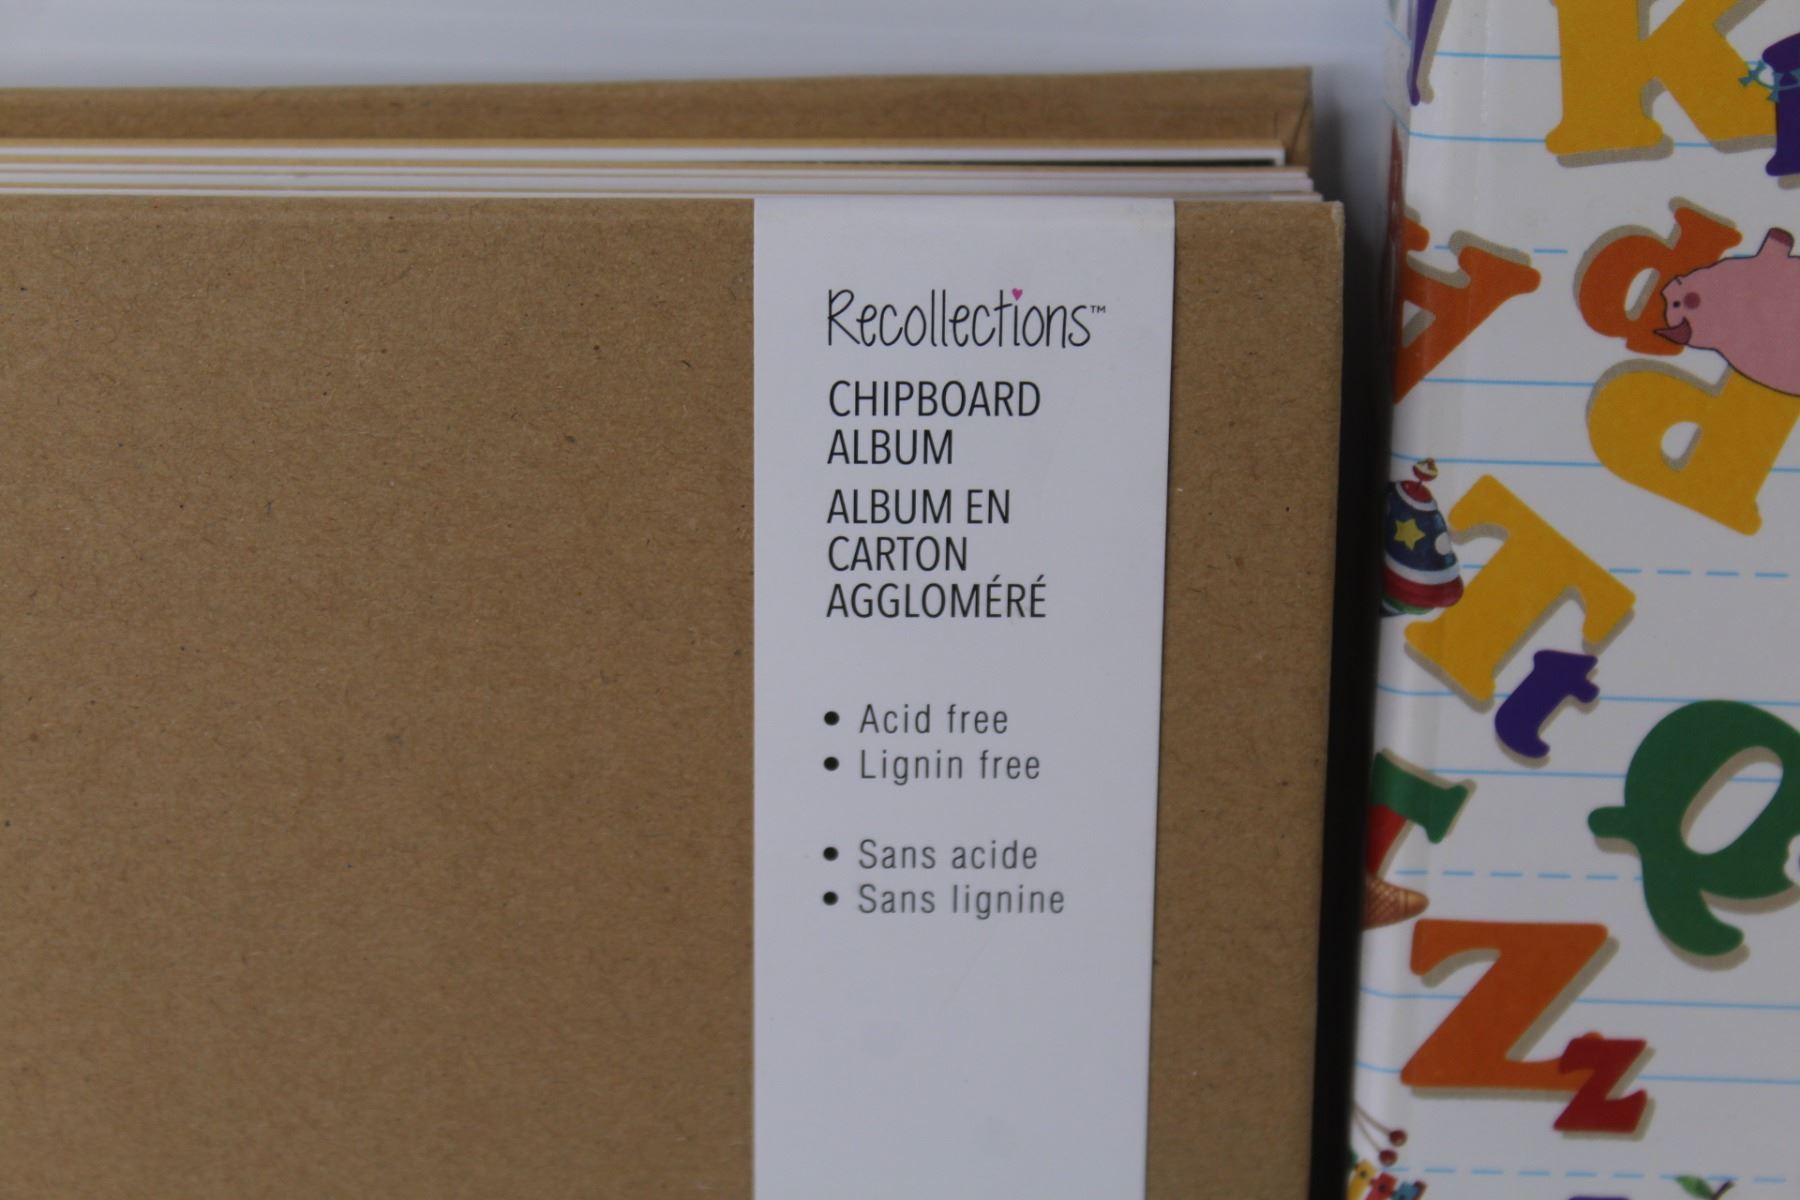 Recollections™
CHIPBOARD
ALBUM
ALBUM EN
CARTON
AGGLOMÉRÉ
• Acid free
• Lignin free
• Sans acide
• Sans lignine
K
A
a
P
T
t
Q
Z
z